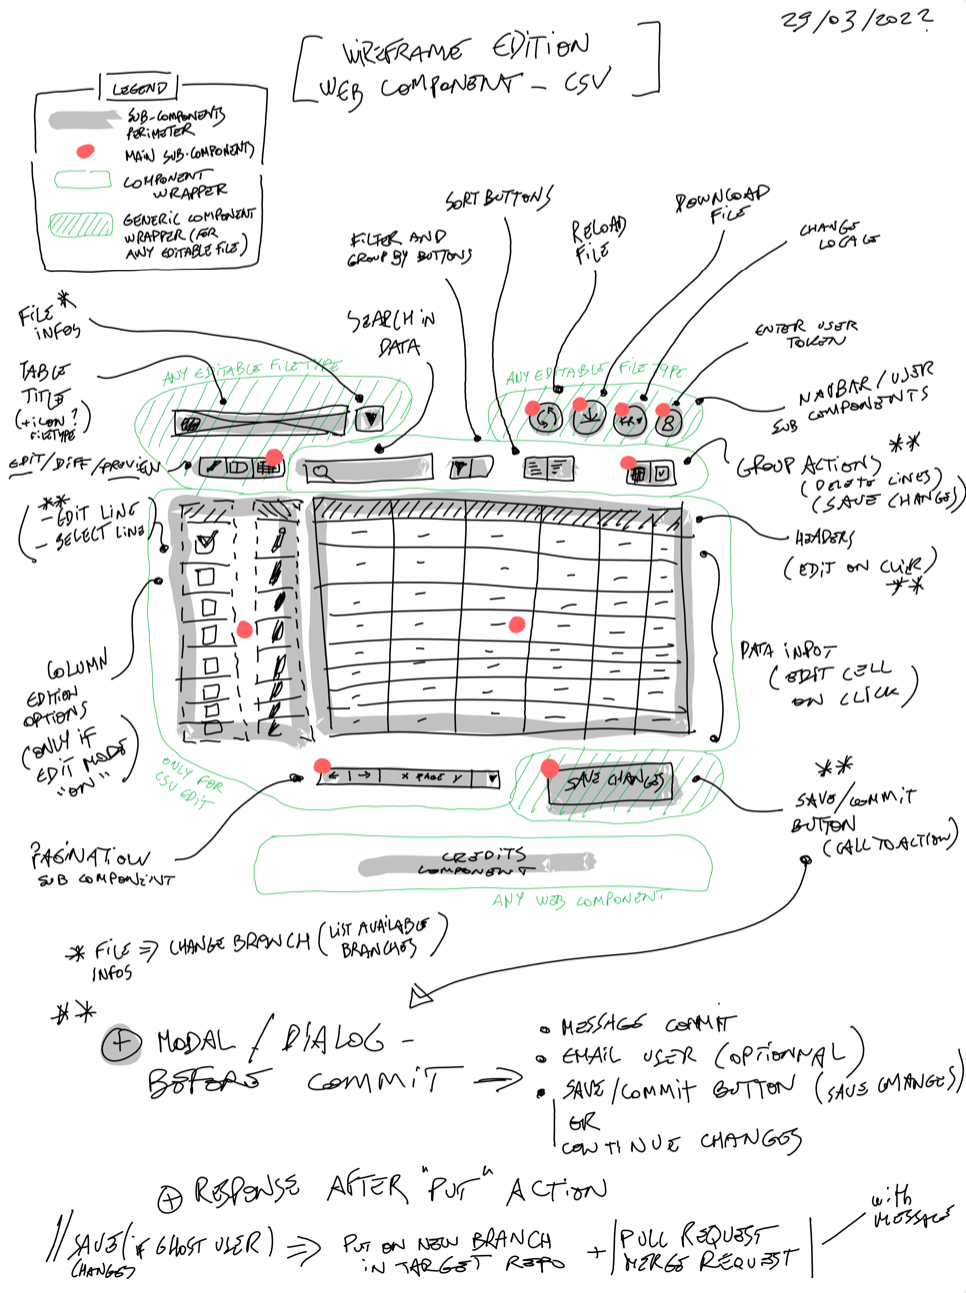 29/03/2022
WIREFRAME EDITION
WEB COMPONENT - CSV
LEGEND
SUB-COMPONENTS
PERIMETER
MAIN SUB-COMPONENTS
COMPONENT
WRAPPER
GENERIC COMPONENT
WRAPPER (FOR
ANY EDITABLE FILE)
SORT BUTTONS
DOWNLOAD
FILE
RELOAD
FILE
CHANGE
LOCALE
FILTER AND
GROUP BY BUTTONS
FILE *
INFOS
SEARCH IN
DATA
ENTER USER
TOKEN
TABLE
TITLE
(+ ICON ?
FILETYPE)
ANY EDITABLE FILE TYPE
ANY EDITABLE FILE TYPE
NAVBAR / USER
SUB COMPONENTS
FR
EDIT/DIFF/PREVIEW
GROUP ACTIONS **
(DELETE LINES)
(SAVE CHANGES)
**
- EDIT LINE
- SELECT LINE
HEADERS
(EDIT ON CLICK)
**
COLUMN
EDITION
OPTIONS
(ONLY IF
EDIT MODE
"ON")
DATA INPUT
(EDIT CELL
ON CLICK)
ONLY FOR
CSV EDIT
← | → | X PAGE Y
SAVE CHANGES
**
SAVE/COMMIT
BUTTON
(CALL TO ACTION)
PAGINATION
SUB COMPONENT
CREDITS
COMPONENT
ANY WEB COMPONENT
* FILE => CHANGE BRANCH (LIST AVAILABLE
INFOS
BRANCHES)
**
+ MODAL / DIALOG -
BEFORE COMMIT →
• MESSAGE COMMIT
• EMAIL USER (OPTIONNAL)
• SAVE/COMMIT BUTTON (SAVE CHANGES)
OR
CONTINUE CHANGES
+ RESPONSE AFTER "PUT" ACTION
// SAVE (IF GHOST USER) => PUT ON NEW BRANCH
CHANGES
IN TARGET REPO
+ | PULL REQUEST
MERGE REQUEST |
with
MESSAGE